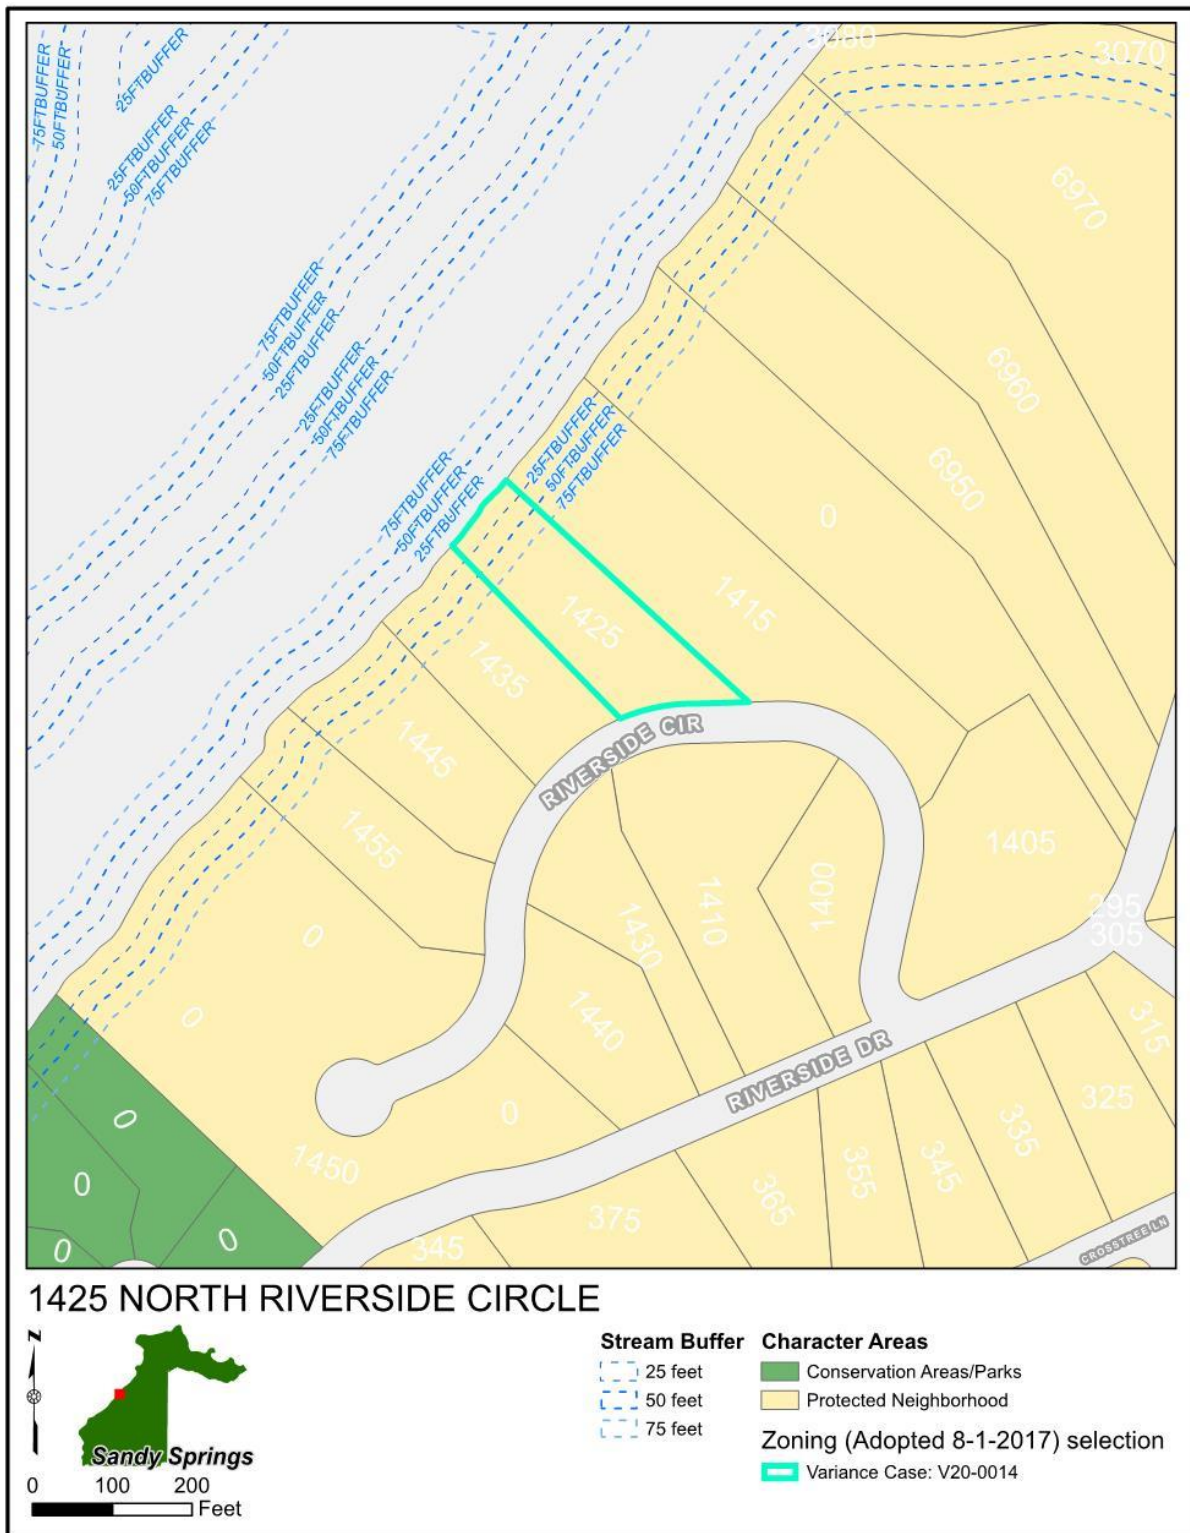 3080
3070
75FTBUFFER
50FTBUFFER
25FTBUFFER
25FTBUFFER
50FTBUFFER
75FTBUFFER
6970
75FTBUFFER
50FTBUFFER
25FTBUFFER
25FTBUFFER
50FTBUFFER
75FTBUFFER
6960
25FTBUFFER
50FTBUFFER
75FTBUFFER
6950
0
75FTBUFFER
50FTBUFFER
25FTBUFFER
1415
1425
1435
RIVERSIDE CIR
1445
1455
1405
1400
1410
295
305
1430
0
0
1440
315
RIVERSIDE DR
325
335
0
0
345
355
1450
365
0
375
0
0
345
CROSSTREE LN
1425 NORTH RIVERSIDE CIRCLE
N
Sandy Springs
0 100 200
Feet
Stream Buffer
25 feet
50 feet
75 feet
Character Areas
Conservation Areas/Parks
Protected Neighborhood
Zoning (Adopted 8-1-2017) selection
Variance Case: V20-0014